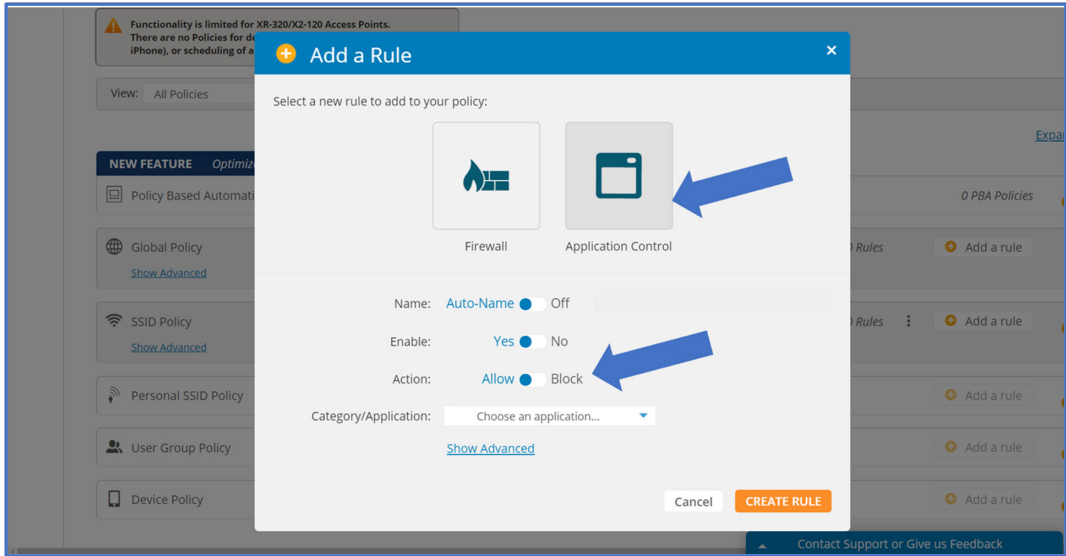 Functionality is limited for XR-320/X2-120 Access Points.
There are no Policies for de
iPhone), or scheduling of a
Add a Rule
View: All Policies
Select a new rule to add to your policy:
Expa
NEW FEATURE Optimiz
Policy Based Automati
0 PBA Policies
Firewall
Application Control
Global Policy
Rules
Add a rule
Show Advanced
Name: Auto-Name Off
SSID Policy
Rules
Add a rule
Enable: Yes No
Show Advanced
Action: Allow Block
Personal SSID Policy
Add a rule
Category/Application: Choose an application...
User Group Policy
Show Advanced
Add a rule
Device Policy
Cancel
CREATE RULE
Add a rule
Contact Support or Give us Feedback